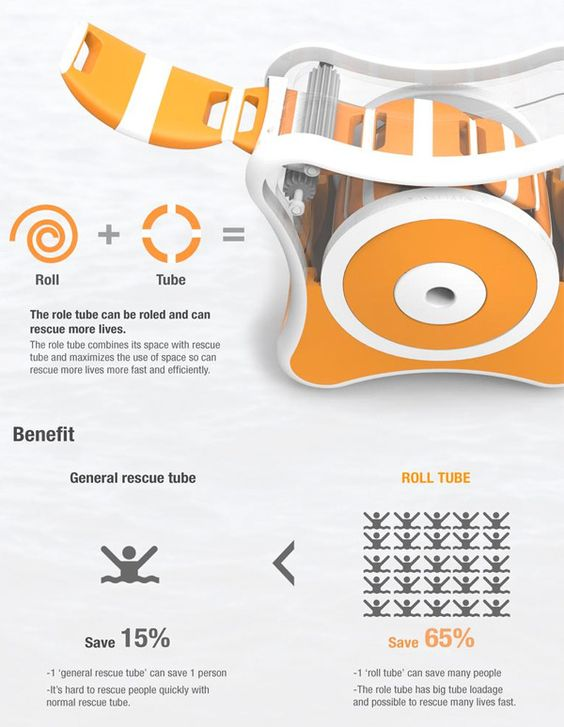 Roll
+
Tube
=
The role tube can be roled and can
rescue more lives.
The role tube combines its space with rescue
tube and maximizes the use of space so can
rescue more lives more fast and efficiently.
Benefit
General rescue tube
<
ROLL TUBE
Save 15%
Save 65%
-1 ‘general rescue tube’ can save 1 person
-It's hard to rescue people quickly with
normal rescue tube.
-1 ‘roll tube’ can save many people
-The role tube has big tube loadage
and possible to rescue many lives fast.